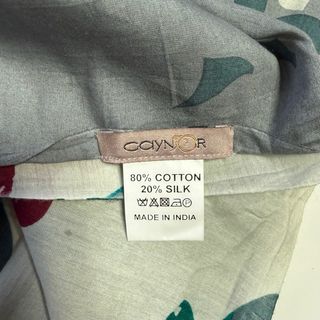 CAYNOR
80% COTTON
20% SILK
MADE IN INDIA